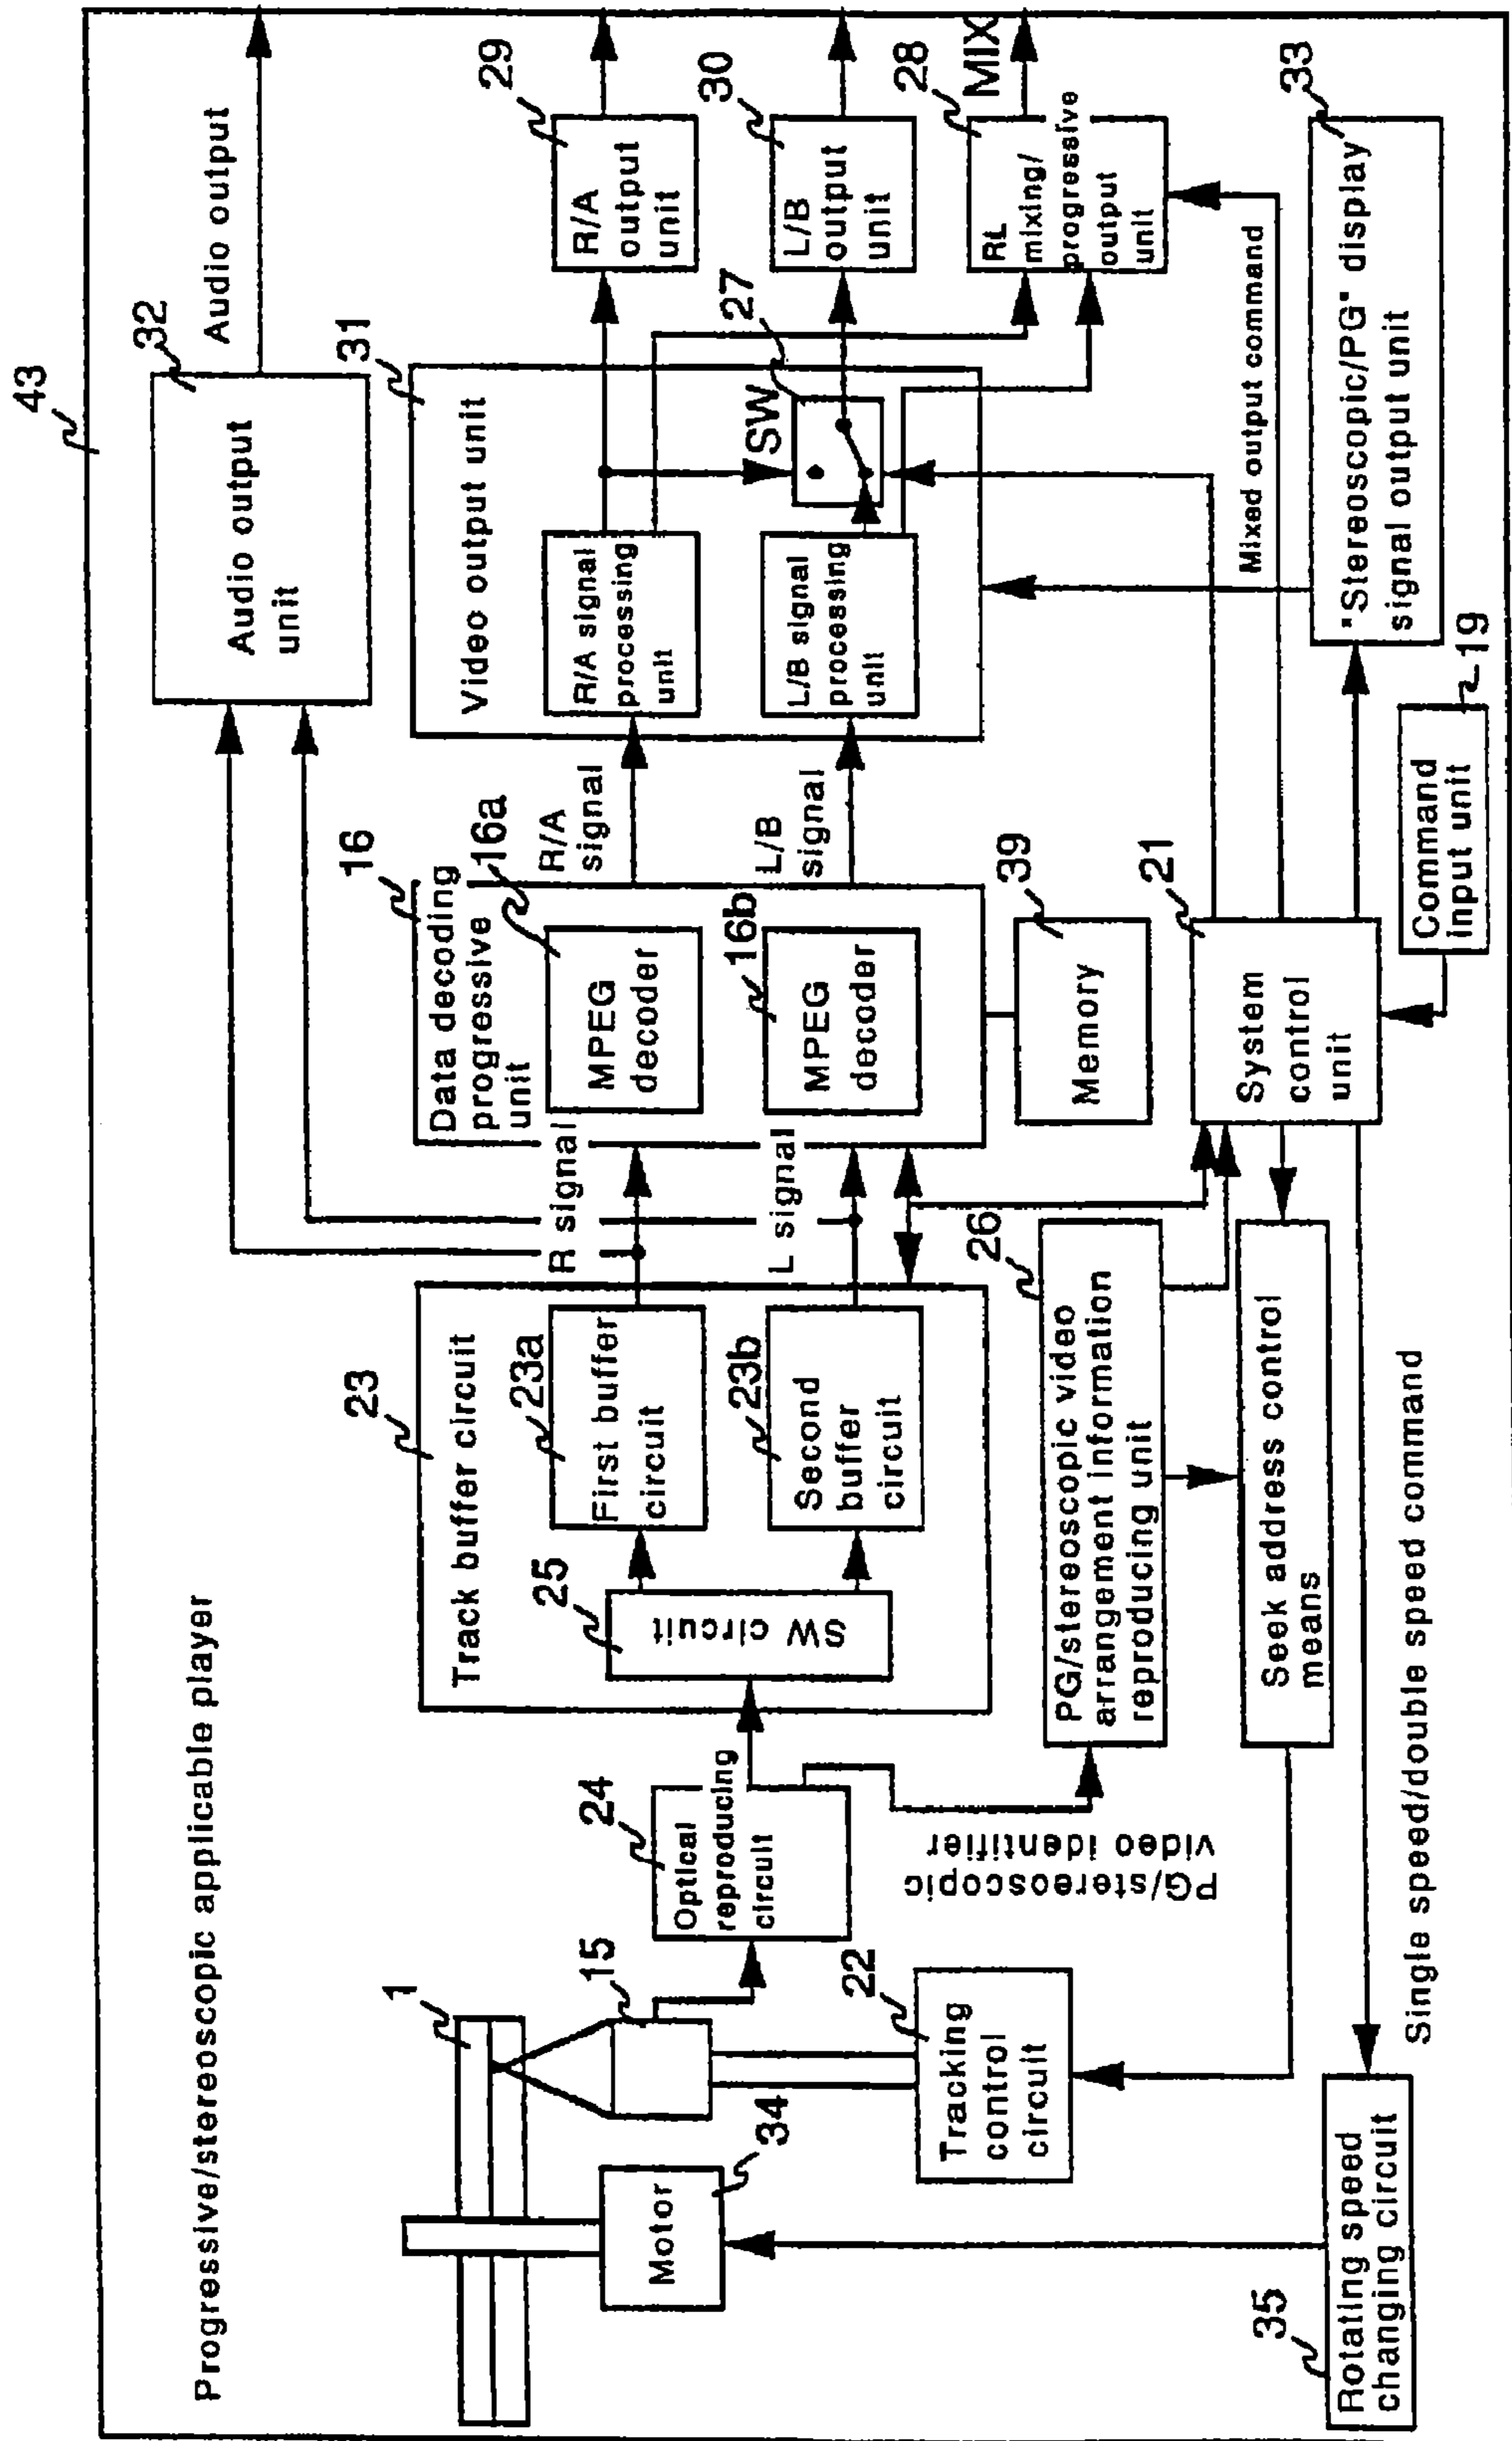 43
Progressive/stereoscopic applicable player
1
15
34
Motor
22
Tracking
control
circuit
35
Rotating speed
changing circuit
Single speed/double speed command
24
Optical
reproducing
circuit
PG/stereoscopic
video identifier
23
Track buffer circuit
25
SW circuit
23a
First buffer
circuit
23b
Second
buffer
circuit
26
PG/stereoscopic video
arrangement information
reproducing unit
Seek address control
means
R signal
L signal
16
Data decoding
progressive
unit
16a
MPEG
decoder
16b
MPEG
decoder
39
Memory
21
System
control
unit
19
Command
input unit
R/A
signal
L/B
signal
32
Audio output
unit
Audio output
31
Video output unit
R/A signal
processing
unit
L/B signal
processing
unit
SW
27
29
R/A
output
unit
30
L/B
output
unit
28
RL
mixing/
progressive
output
unit
MIX
Mixed output command
33
"Stereoscopic/PG" display
signal output unit